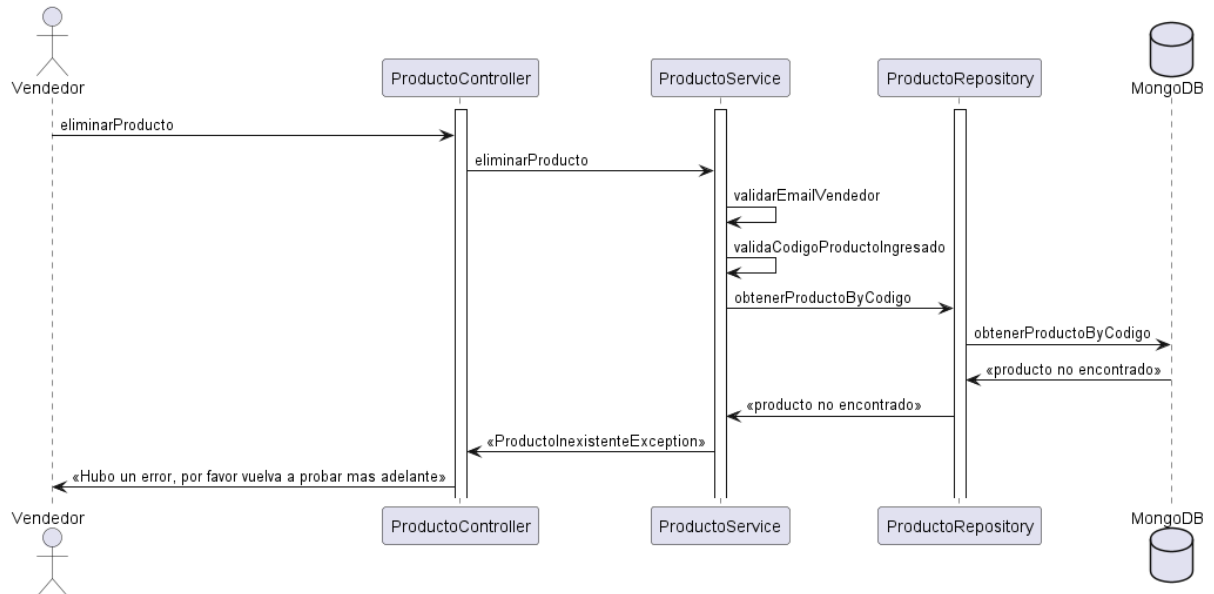 Vendedor
ProductoController
ProductoService
ProductoRepository
MongoDB
eliminarProducto
eliminarProducto
validarEmailVendedor
validaCodigoProductoIngresado
obtenerProductoByCodigo
obtenerProductoByCodigo
«producto no encontrado»
«producto no encontrado»
«ProductoInexistenteException»
«Hubo un error, por favor vuelva a probar mas adelante»
Vendedor
ProductoController
ProductoService
ProductoRepository
MongoDB